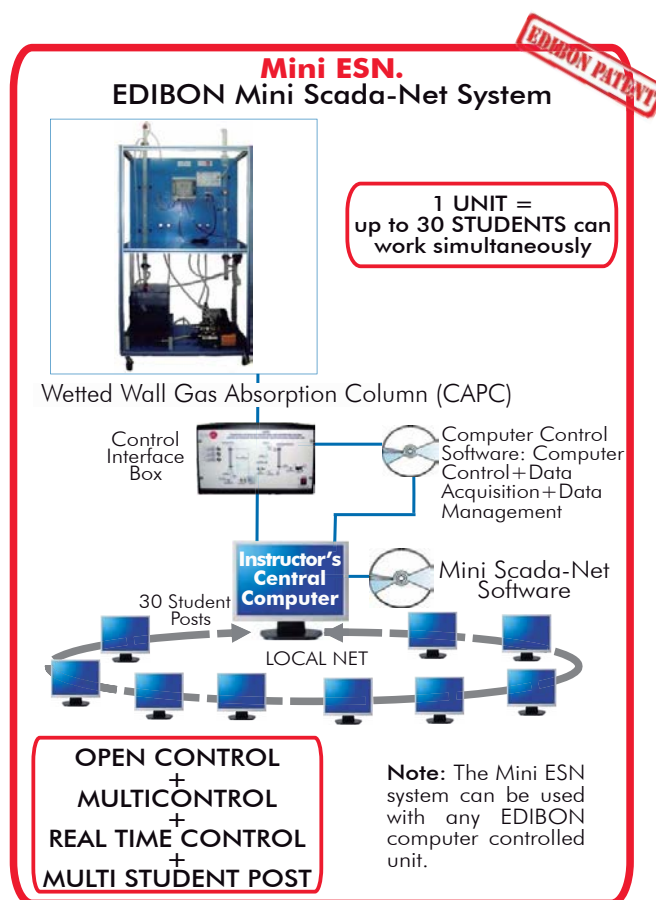 EDIBON PATENT
Mini ESN.
EDIBON Mini Scada-Net System
1 UNIT =
up to 30 STUDENTS can
work simultaneously
Wetted Wall Gas Absorption Column (CAPC)
Control
Interface
Box
Computer Control
Software: Computer
Control+Data
Acquisition+Data
Management
Instructor's
Central
Computer
Mini Scada-Net
Software
30 Student
Posts
LOCAL NET
OPEN CONTROL
+
MULTICONTROL
+
REAL TIME CONTROL
+
MULTI STUDENT POST
Note: The Mini ESN
system can be used
with any EDIBON
computer controlled
unit.